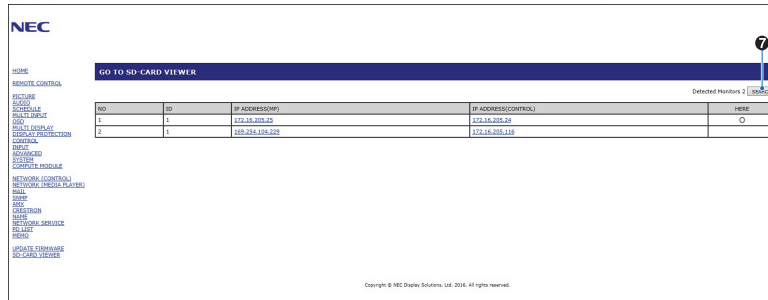 NEC
7
HOME
REMOTE CONTROL
PICTURE
AUDIO
SCHEDULE
MULTI INPUT
OSD
MULTI DISPLAY
DISPLAY PROTECTION
CONTROL
INPUT
ADVANCED
SYSTEM
COMPUTE MODULE
NETWORK (CONTROL)
NETWORK (MEDIA PLAYER)
MAIL
SNMP
AMX
CRESTRON
NAME
NETWORK SERVICE
PD LIST
MEMO
UPDATE FIRMWARE
SD-CARD VIEWER
GO TO SD-CARD VIEWER
Detected Monitors 2 SEARC
NO ID IP ADDRESS(MP) IP ADDRESS(CONTROL) HERE
1 1 172.16.205.25 172.16.205.24 O
2 1 169.254.104.229 172.16.205.116
Copyright © NEC Display Solutions. Ltd. 2016. All rights reserved.